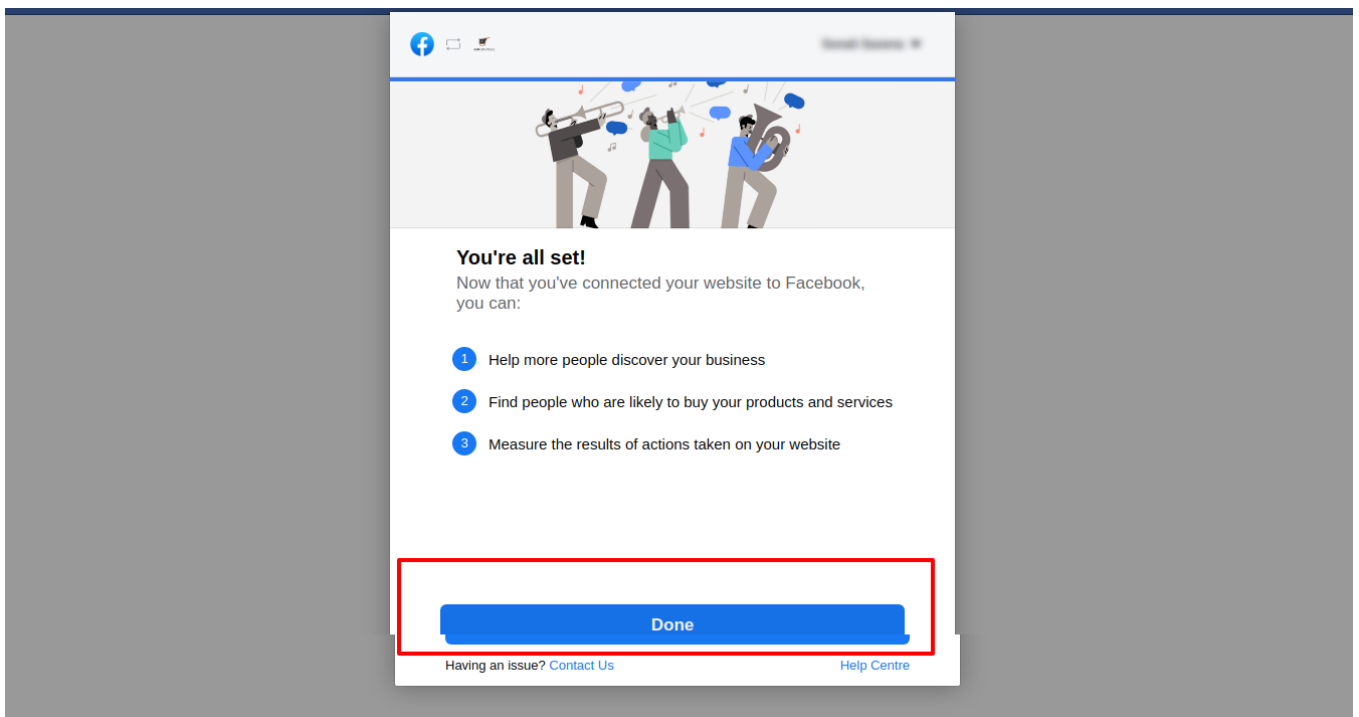 You're all set!
Now that you've connected your website to Facebook,
you can:
1 Help more people discover your business
2 Find people who are likely to buy your products and services
3 Measure the results of actions taken on your website
Done
Having an issue? Contact Us Help Centre